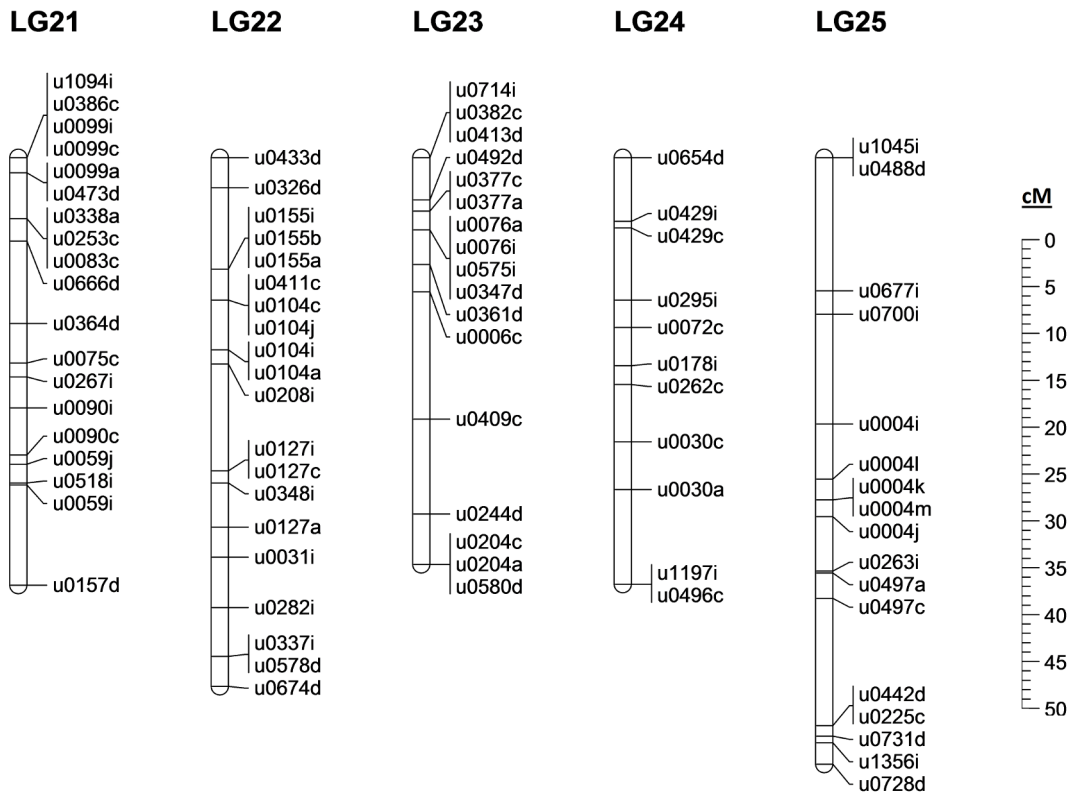 LG21
LG22
LG23
LG24
LG25
u1094i
u0386c
u0099i
u0099c
u0099a
u0473d
u0338a
u0253c
u0083c
u0666d
u0364d
u0075c
u0267i
u0090i
u0090c
u0059j
u0518i
u0059i
u0157d
u0433d
u0326d
u0155i
u0155b
u0155a
u0411c
u0104c
u0104j
u0104i
u0104a
u0208i
u0127i
u0127c
u0348i
u0127a
u0031i
u0282i
u0337i
u0578d
u0674d
u0714i
u0382c
u0413d
u0492d
u0377c
u0377a
u0076a
u0076i
u0575i
u0347d
u0361d
u0006c
u0409c
u0244d
u0204c
u0204a
u0580d
u0654d
u0429i
u0429c
u0295i
u0072c
u0178i
u0262c
u0030c
u0030a
u1197i
u0496c
u1045i
u0488d
u0677i
u0700i
u0004i
u0004l
u0004k
u0004m
u0004j
u0263i
u0497a
u0497c
u0442d
u0225c
u0731d
u1356i
u0728d
cM
0
5
10
15
20
25
30
35
40
45
50